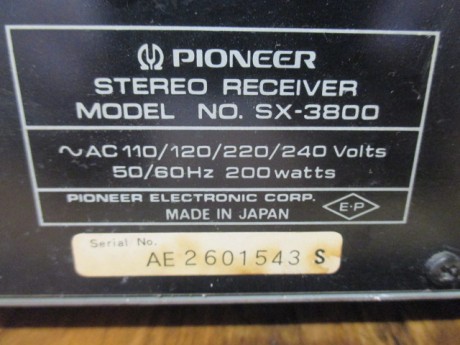 PIONEER
STEREO RECEIVER
MODEL NO. SX-3800
~AC 110/120/220/240 Volts
50/60Hz 200watts
PIONEER ELECTRONIC CORP.
MADE IN JAPAN
E·P
Serial No.
AE 2601543 S